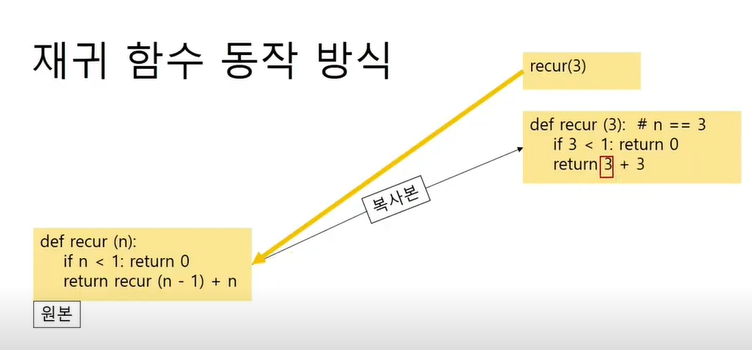 재귀 함수 동작 방식
recur(3)
def recur (3):  # n == 3
if 3 < 1: return 0
return 3 + 3
복사본
def recur (n):
if n < 1: return 0
return recur (n - 1) + n
원본